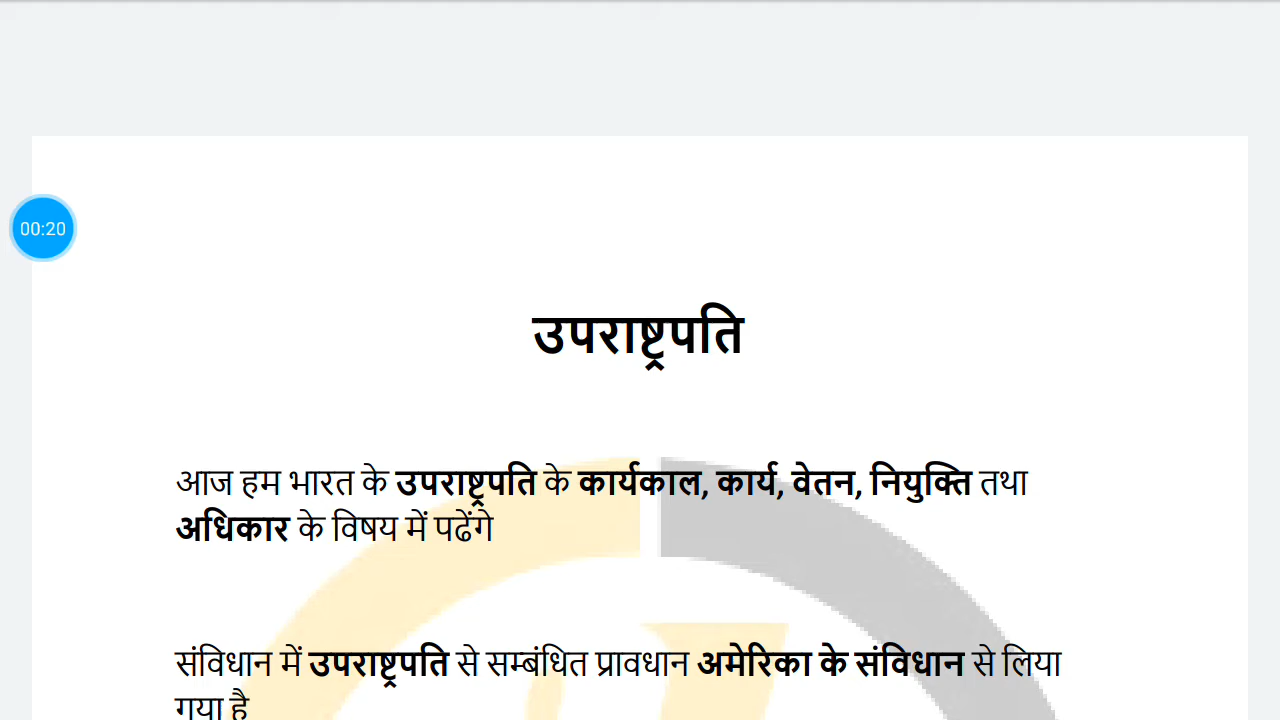 00:20
उपराष्ट्रपति
आज हम भारत के उपराष्ट्रपति के कार्यकाल, कार्य, वेतन, नियुक्ति तथा
अधिकार के विषय में पढेंगे
संविधान में उपराष्ट्रपति से सम्बंधित प्रावधान अमेरिका के संविधान से लिया
गया है